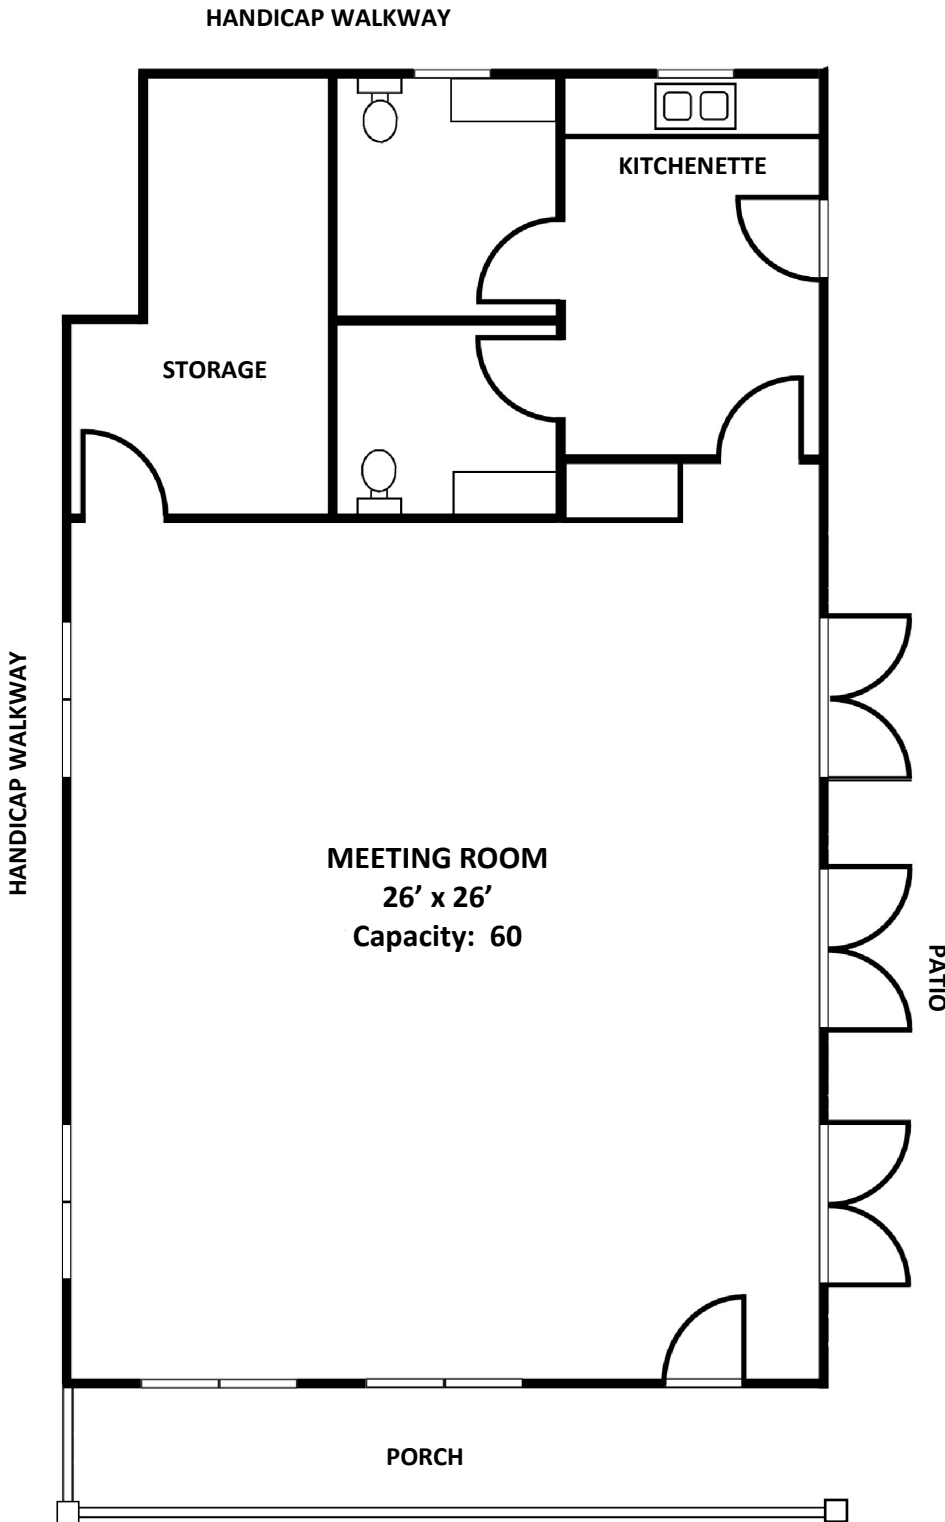 HANDICAP WALKWAY
KITCHENETTE
STORAGE
HANDICAP WALKWAY
MEETING ROOM
26’ x 26’
Capacity:  60
PATIO
PORCH